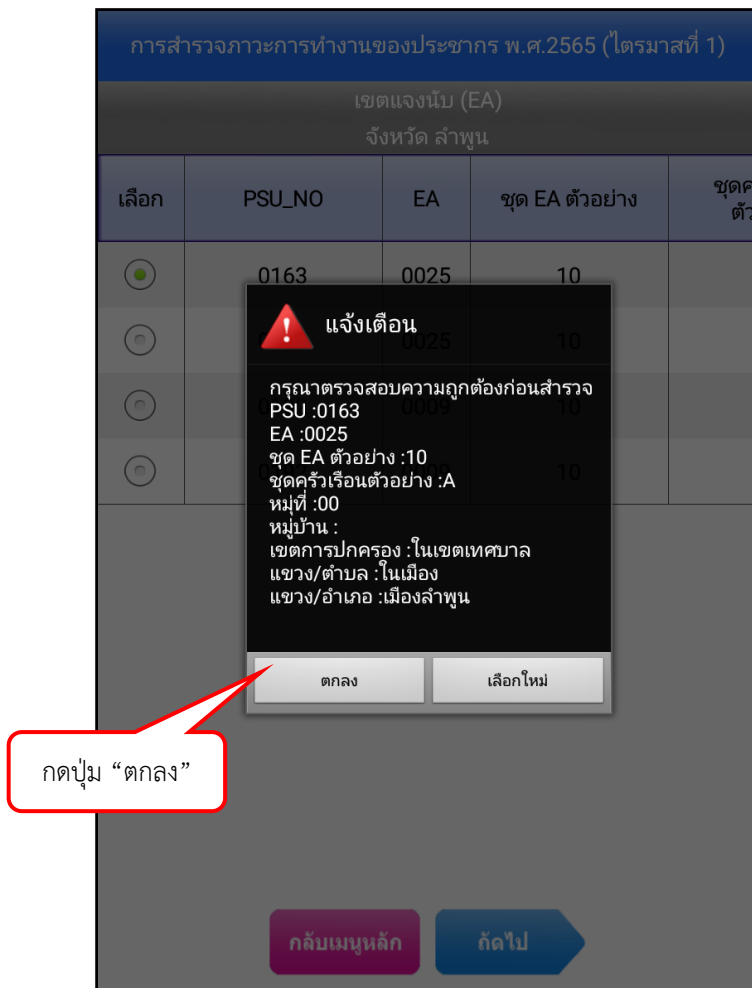 การสำรวจภาวะการทำงานของประชากร พ.ศ.2565 (ไตรมาสที่ 1)
เขตแจงนับ (EA)
จังหวัด ลำพูน
เลือก PSU_NO EA ชุด EA ตัวอย่าง
0163 0025 10
แจ้งเตือน
0025 10
กรุณาตรวจสอบความถูกต้องก่อนสำรวจ
PSU :0163
0009 10
EA :0025
ชุด EA ตัวอย่าง :10
ชุดครัวเรือนตัวอย่าง :A
10
หมู่ที่ :00
หมู่บ้าน :
เขตการปกครอง :ในเขตเทศบาล
แขวง/ตำบล :ในเมือง
แขวง/อำเภอ :เมืองลำพูน
ตกลง เลือกใหม่
กดปุ่ม “ตกลง”
กลับเมนูหลัก ถัดไป